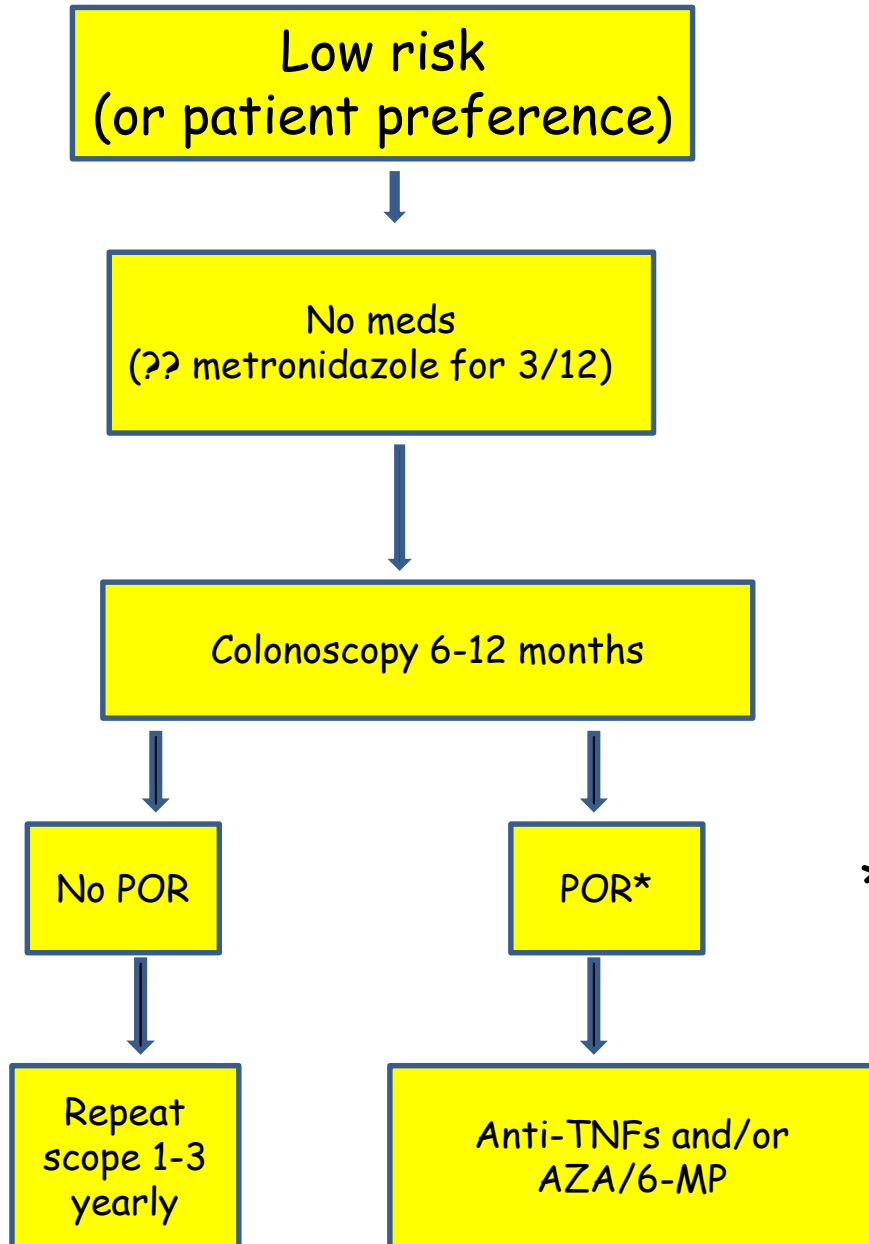 Low risk
(or patient preference)
No meds
(?? metronidazole for 3/12)
Colonoscopy 6-12 months
No POR
POR*
*
Repeat
scope 1-3
yearly
Anti-TNFs and/or
AZA/6-MP